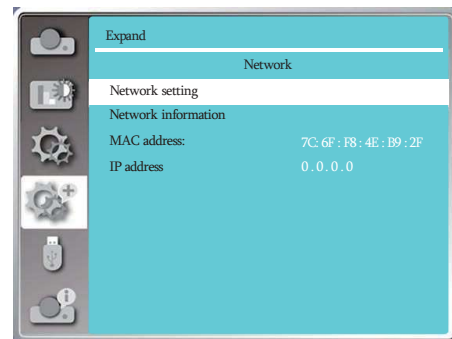 Expand
Network
Network setting
Network information
MAC address: 7C: 6F : F8 : 4E : B9 : 2F
IP address 0 . 0 . 0 . 0